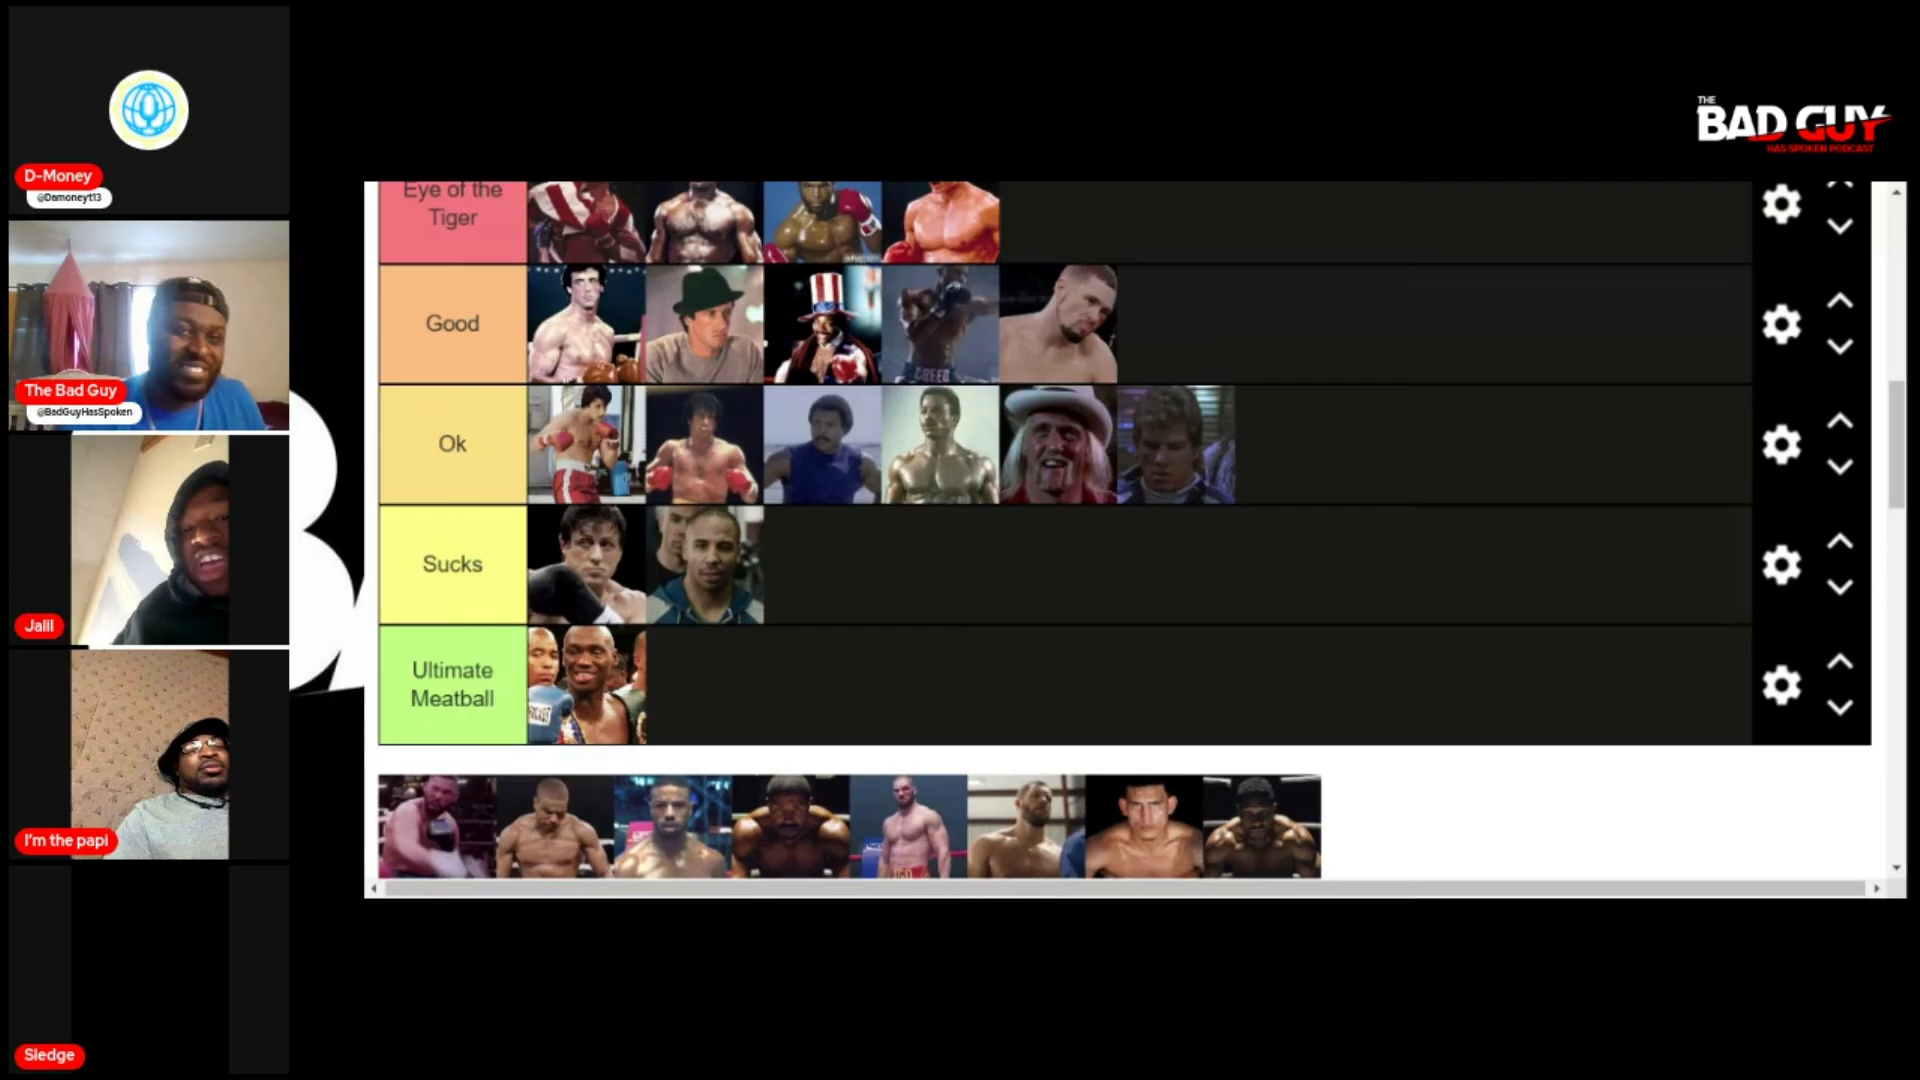 D-Money
@Damoneyt13
The Bad Guy
@BadGuyHasSpoken
Jalil
I'm the papi
Sledge
THE
BAD GUY
HAS SPOKEN PODCAST
Eye of the
Tiger
Good
CREED
Ok
Sucks
Ultimate
Meatball